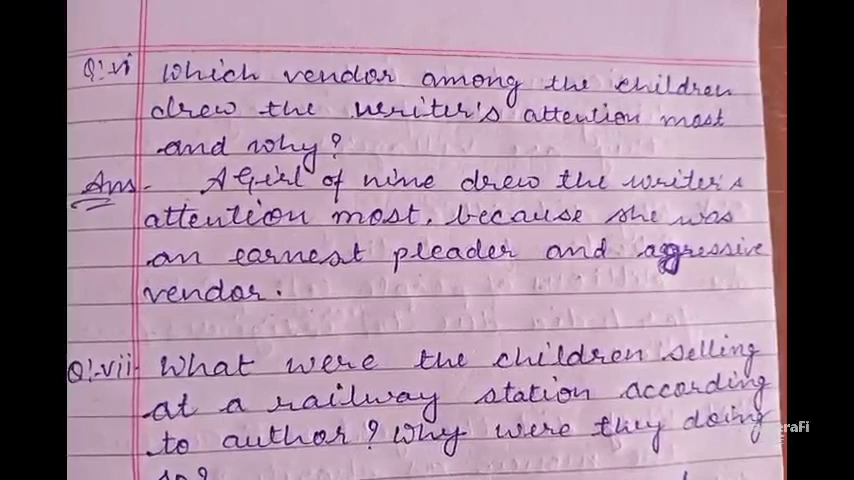 Q:vi Which vendor among the children
drew the writer's attention most
and why?
Ans. A Girl of nine drew the writer's
attention most, because she was
an earnest pleader and aggressive
vendor.
Q:-vii What were the children selling
at a railway station according
to author? Why were they doing
so?